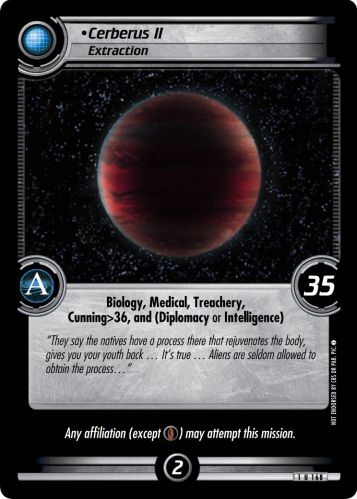 •Cerberus II
Extraction
A
35
Biology, Medical, Treachery,
Cunning>36, and (Diplomacy or Intelligence)
“They say the natives have a process there that rejuvenates the body,
gives you your youth back … It’s true … Aliens are seldom allowed to
obtain the process…”
Any affiliation (except ) may attempt this mission.
2
1 U 168
NOT ENDORSED BY CBS OR PAR. PIC.